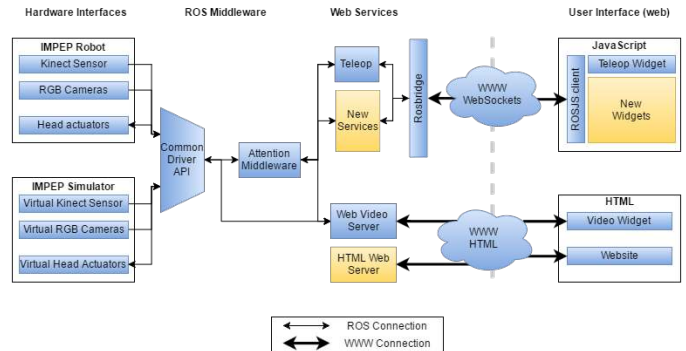 Hardware Interfaces
ROS Middleware
Web Services
User Interface (web)
IMPEP Robot
Kinect Sensor
RGB Cameras
Head actuators
IMPEP Simulator
Virtual Kinect Sensor
Virtual RGB Cameras
Virtual Head Actuators
Common
Driver
API
Attention
Middleware
Teleop
New
Services
Rosbridge
Web Video
Server
HTML Web
Server
WWW
WebSockets
WWW
HTML
JavaScript
ROSJS client
Teleop Widget
New
Widgets
HTML
Video Widget
Website
ROS Connection
WWW Connection